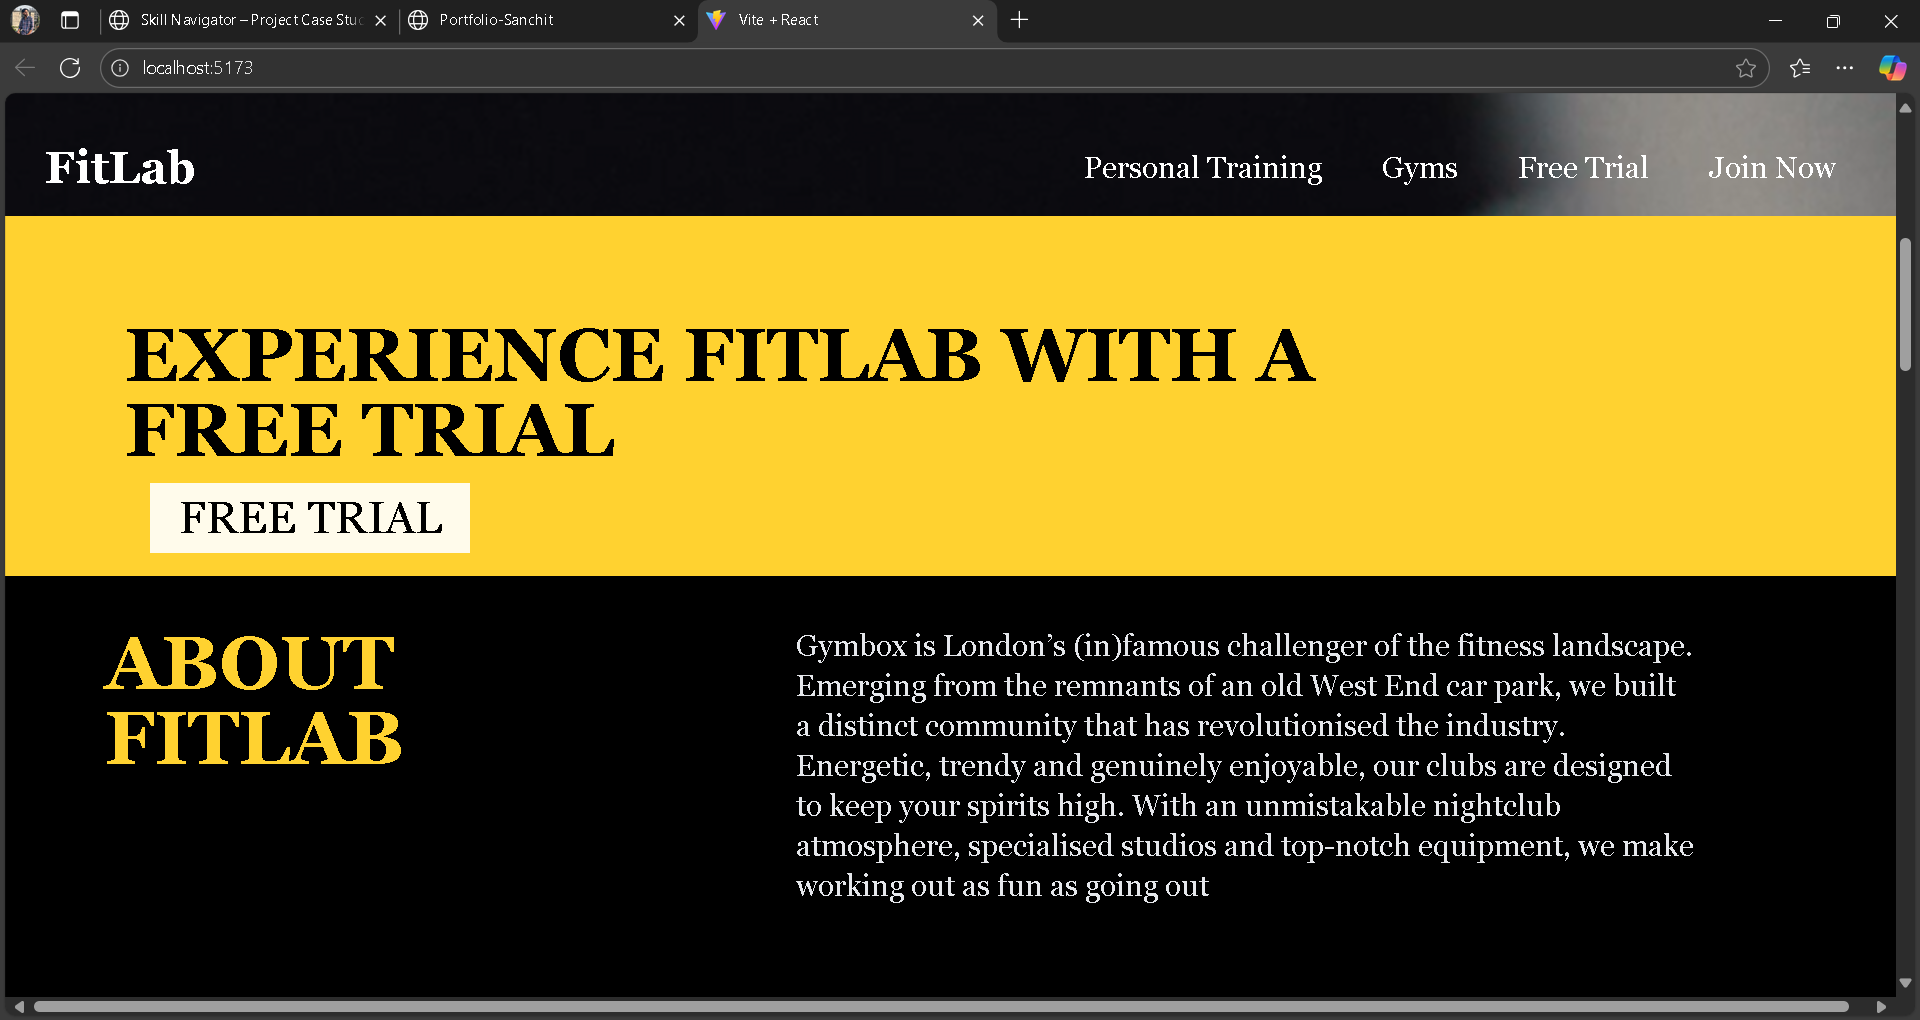 Skill Navigator – Project Case Stu
Portfolio-Sanchit
Vite + React
localhost:5173
FitLab
Personal Training
Gyms
Free Trial
Join Now
EXPERIENCE FITLAB WITH A
FREE TRIAL
FREE TRIAL
ABOUT
FITLAB
Gymbox is London’s (in)famous challenger of the fitness landscape.
Emerging from the remnants of an old West End car park, we built
a distinct community that has revolutionised the industry.
Energetic, trendy and genuinely enjoyable, our clubs are designed
to keep your spirits high. With an unmistakable nightclub
atmosphere, specialised studios and top-notch equipment, we make
working out as fun as going out